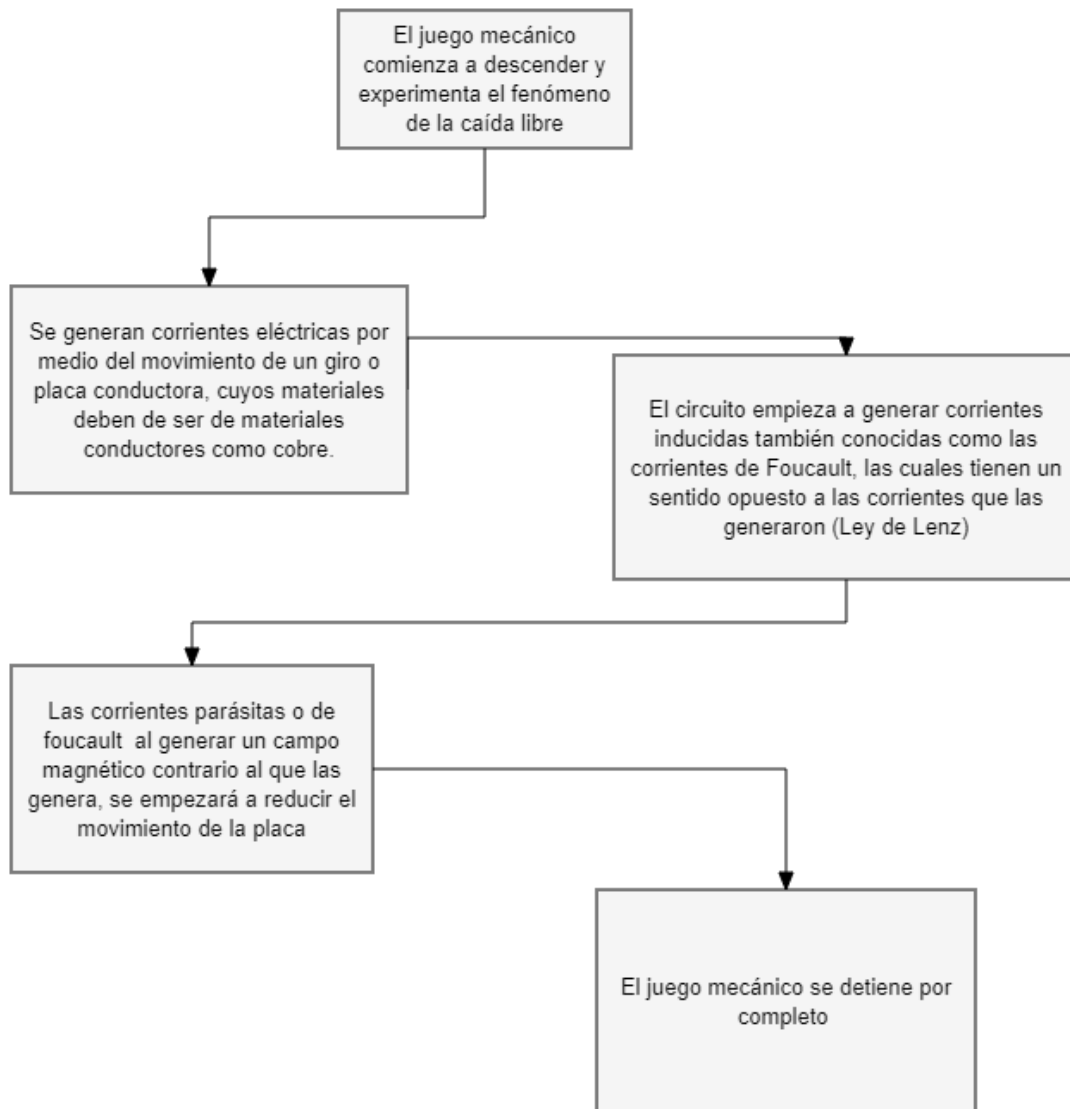 El juego mecánico
comienza a descender y
experimenta el fenómeno
de la caída libre
Se generan corrientes eléctricas por
medio del movimiento de un giro o
placa conductora, cuyos materiales
deben de ser de materiales
conductores como cobre.
El circuito empieza a generar corrientes
inducidas también conocidas como las
corrientes de Foucault, las cuales tienen un
sentido opuesto a las corrientes que las
generaron (Ley de Lenz)
Las corrientes parásitas o de
foucault al generar un campo
magnético contrario al que las
genera, se empezará a reducir el
movimiento de la placa
El juego mecánico se detiene por
completo